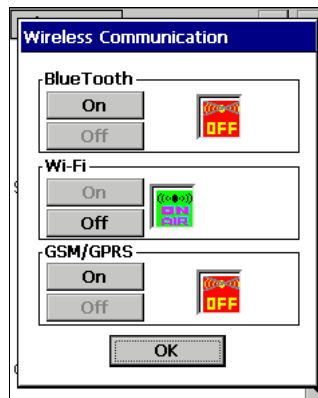 Wireless Communication
BlueTooth
On
OFF
Off
Wi-Fi
On
ON
AIR
Off
GSM/GPRS
On
OFF
Off
OK